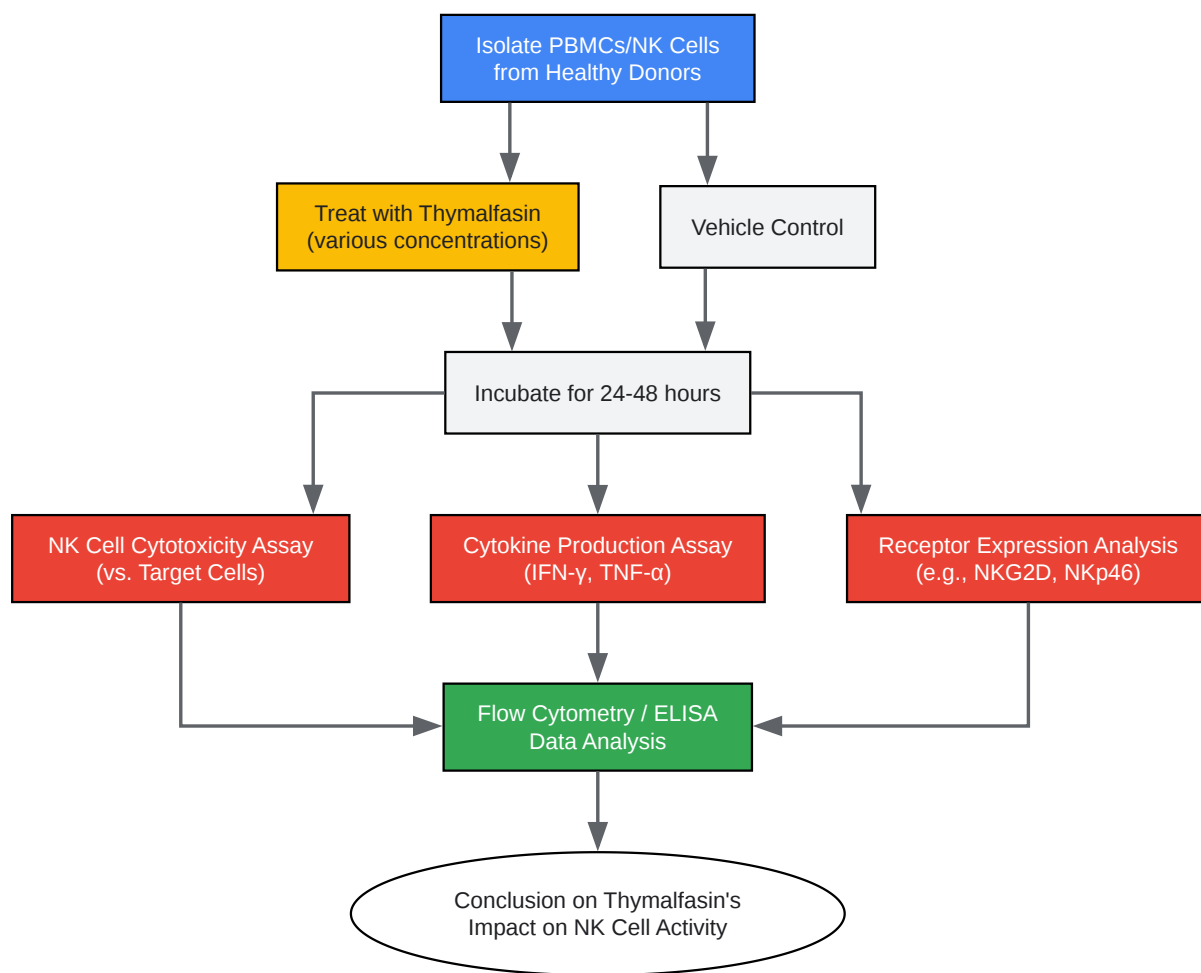 Isolate PBMCs/NK Cells
from Healthy Donors
Treat with Thymalfasin
(various concentrations)
Vehicle Control
Incubate for 24-48 hours
NK Cell Cytotoxicity Assay
(vs. Target Cells)
Cytokine Production Assay
(IFN-γ, TNF-α)
Receptor Expression Analysis
(e.g., NKG2D, NKp46)
Flow Cytometry / ELISA
Data Analysis
Conclusion on Thymalfasin's
Impact on NK Cell Activity